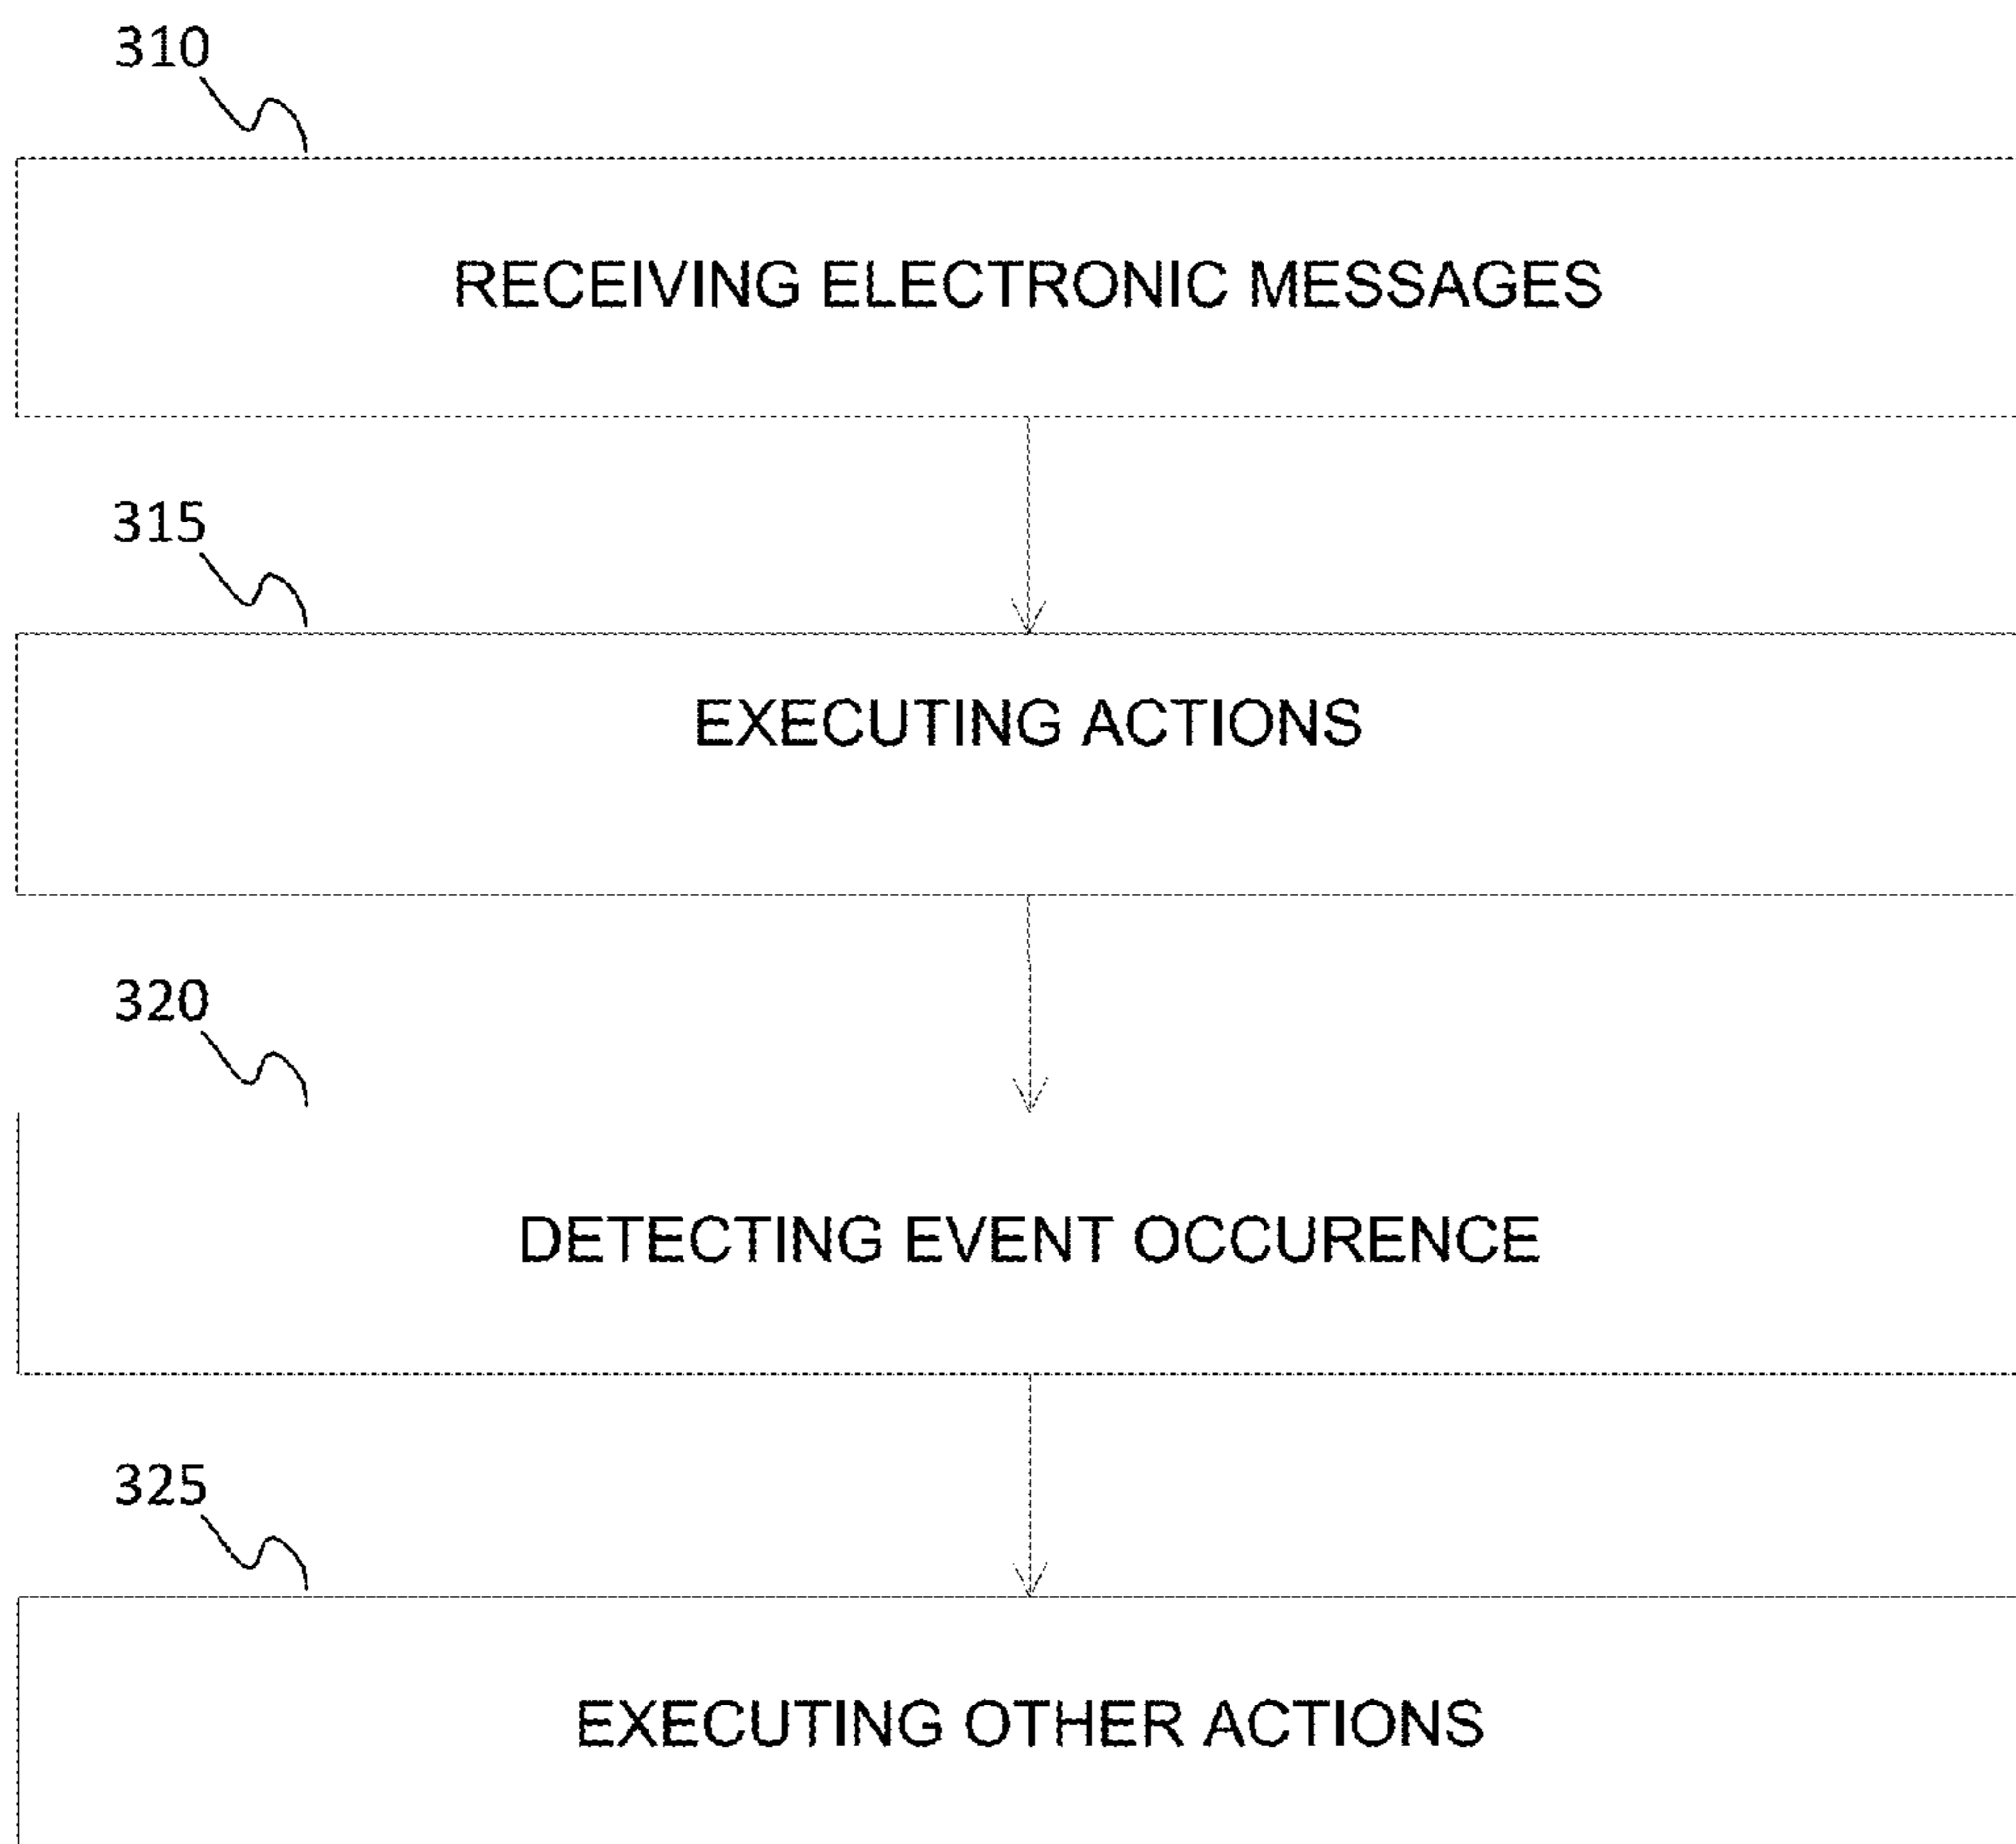 310
RECEIVING ELECTRONIC MESSAGES
315
EXECUTING ACTIONS
320
DETECTING EVENT OCCURENCE
325
EXECUTING OTHER ACTIONS